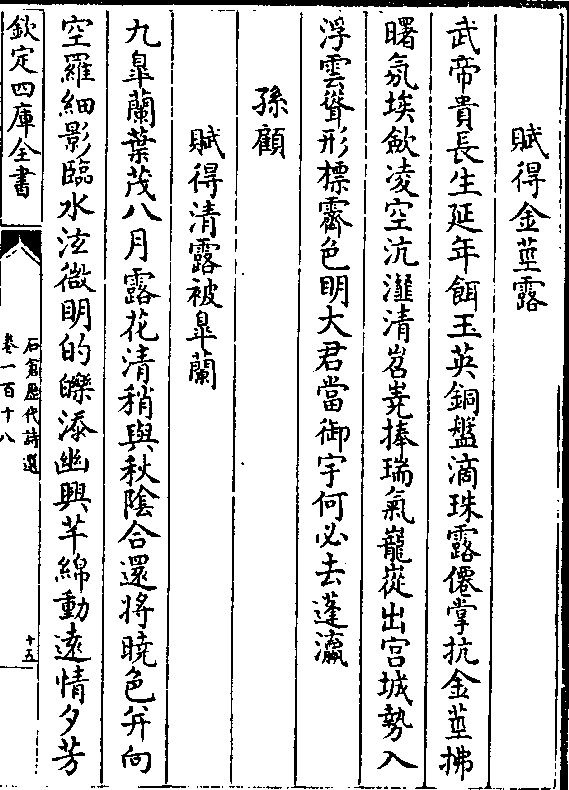 賦得金莖露
武帝貴長生延年餌玉英銅盤滴珠露僊掌抗金莖拂
曙氛埃斂凌空沆瀣清岧嶤捧瑞氣巃嵸出宫城勢入
浮雲聳形標霽色明大君當御宇何必去蓬瀛
孫顧
賦得清露被臯蘭
九臯蘭葉茂八月露花清稍與秋陰合還將曉色并向
空羅細影臨水泫微明的皪添幽興芊綿動遠情夕芳
欽定四庫全書
石倉歷代詩選
卷一百十八
十五